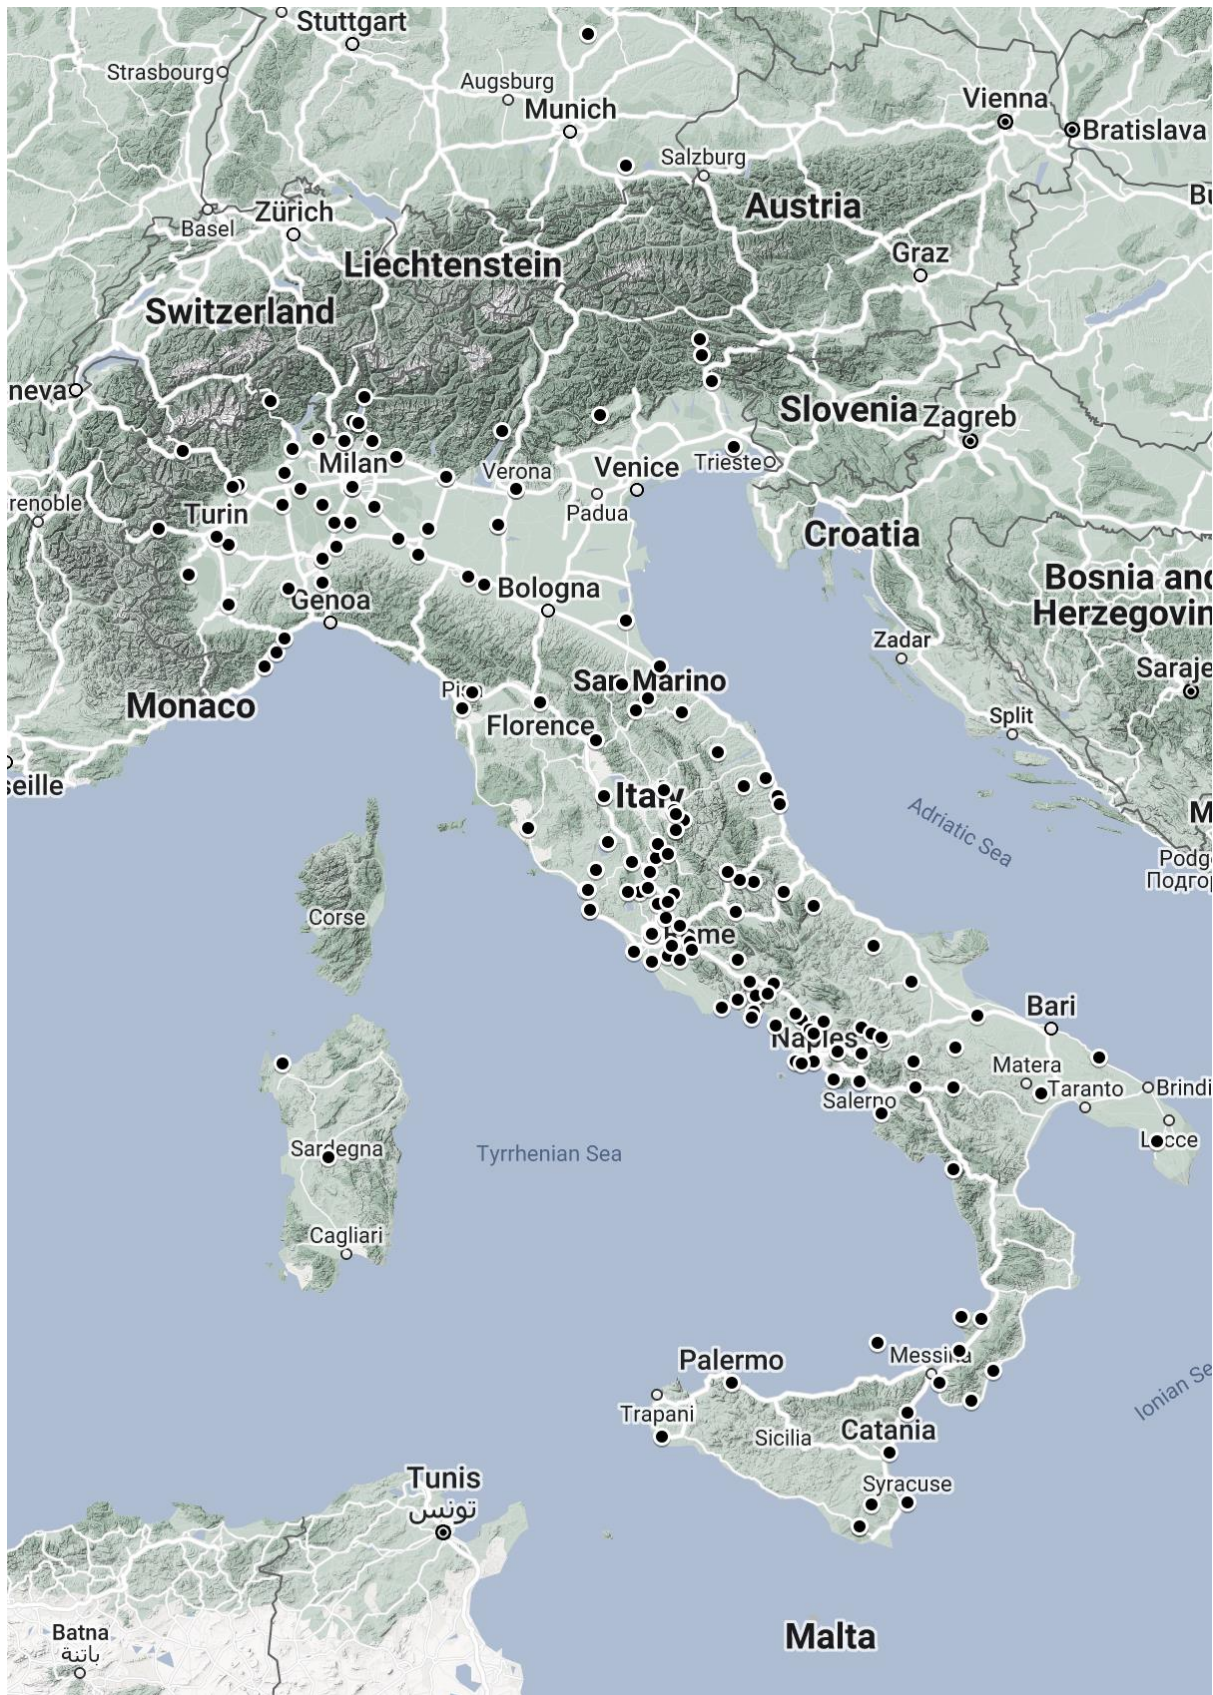 Stuttgart
Strasbourg
Augsburg
Munich
Vienna
Bratislava
Salzburg
Austria
Bu
Basel
Zürich
Liechtenstein
Graz
Switzerland
neva
Slovenia
Zagreb
Milan
Verona
Venice
Trieste
renoble
Turin
Padua
Croatia
Bologna
Bosnia and
Herzegovin
Genoa
Zadar
Saraje
San Marino
Monaco
Florence
Split
seille
Italy
M
Adriatic Sea
Podg
Подгор
Corse
Rome
Bari
Naples
Matera
Taranto
Brindi
Salerno
Lecce
Sardegna
Tyrrhenian Sea
Cagliari
Messina
Palermo
Ionian Se
Trapani
Sicilia
Catania
Tunis
تونس
Syracuse
Batna
باتنة
Malta